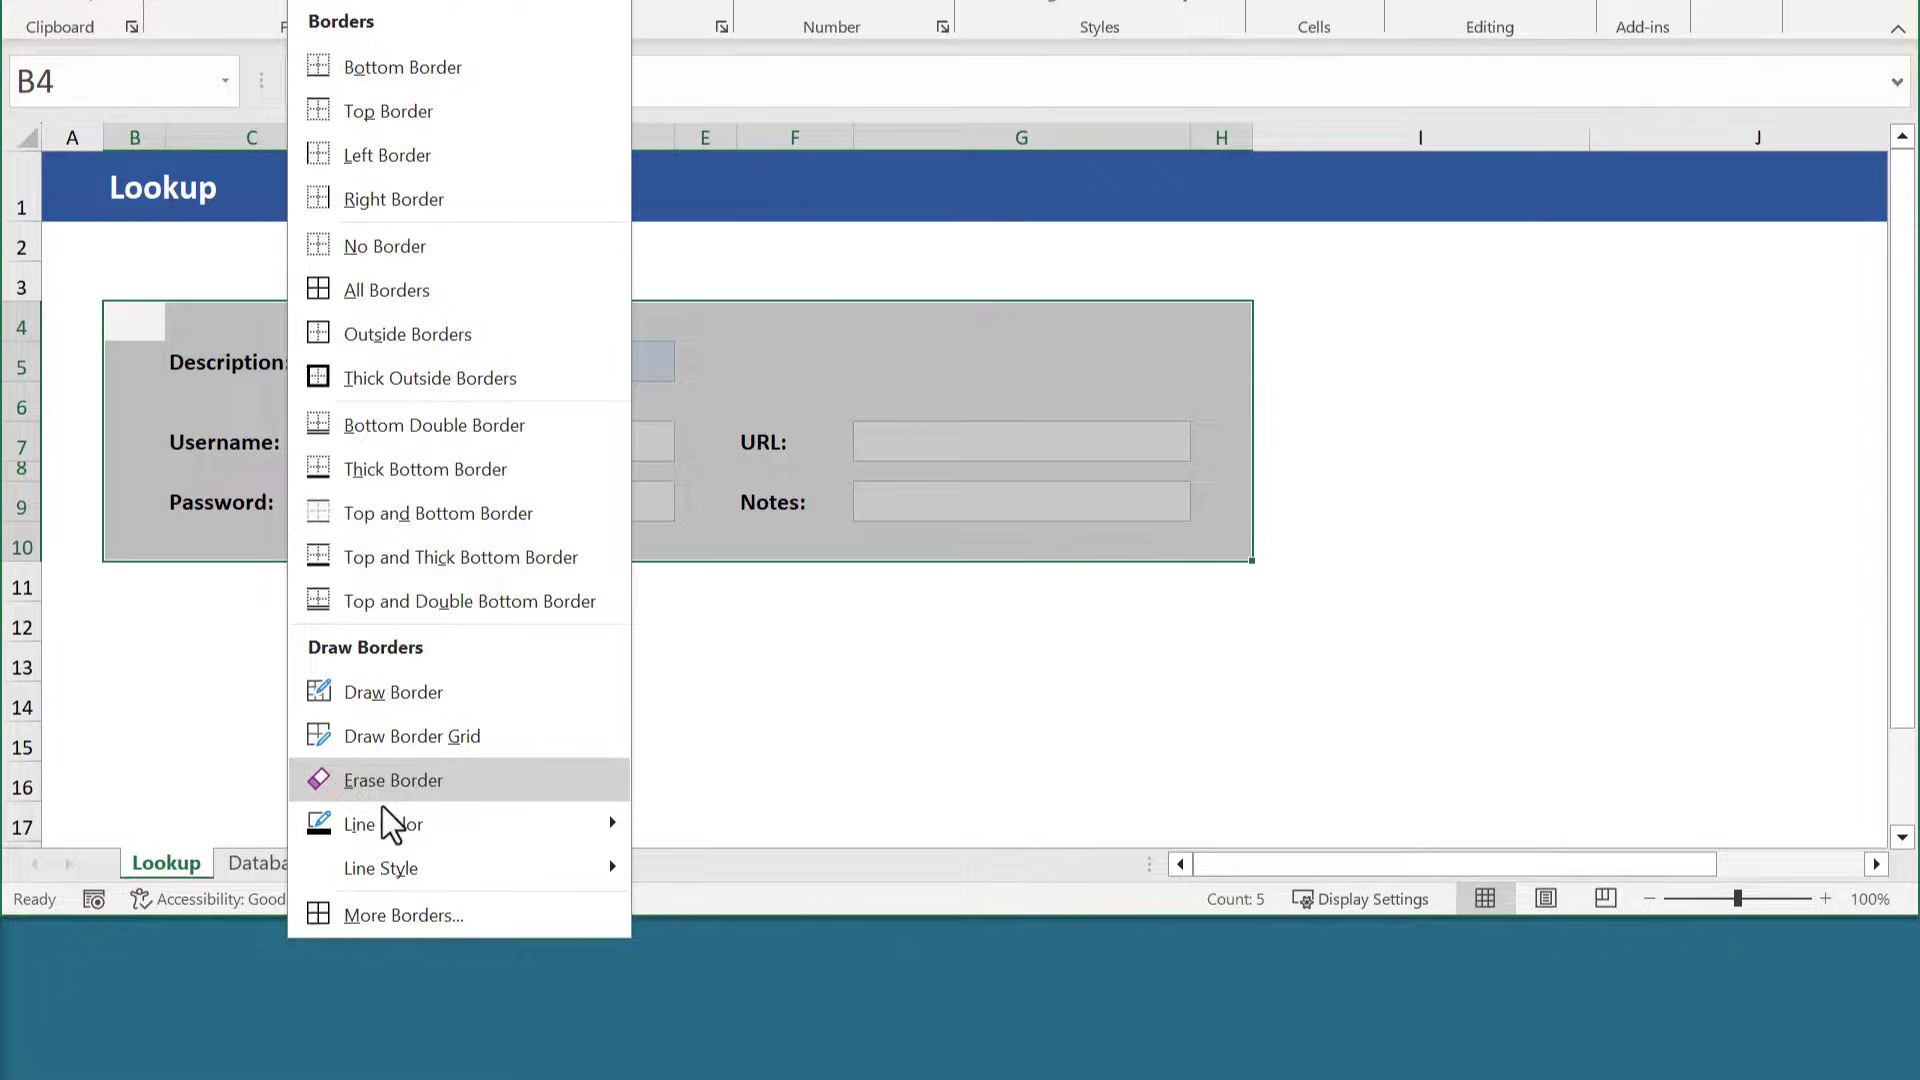 Clipboard
Number
Styles
Cells
Editing
Add-ins
B4
A B C E F G H I J
1 Lookup
2
3
4
5 Description:
6
7 Username: URL:
8
9 Password: Notes:
10
11
12
13
14
15
16
17
Borders
Bottom Border
Top Border
Left Border
Right Border
No Border
All Borders
Outside Borders
Thick Outside Borders
Bottom Double Border
Thick Bottom Border
Top and Bottom Border
Top and Thick Bottom Border
Top and Double Bottom Border
Draw Borders
Draw Border
Draw Border Grid
Erase Border
Line
Line Style
More Borders...
Lookup
Ready
Accessibility: Good
Count: 5
Display Settings
100%